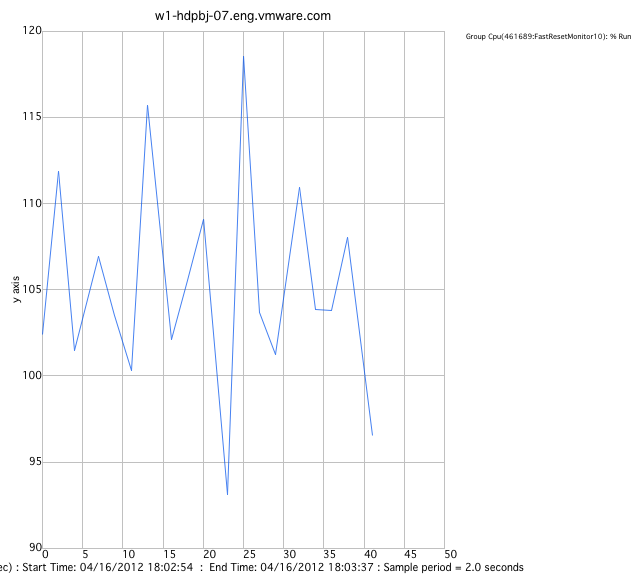 w1-hdpbj-07.eng.vmware.com
Group Cpu(461689:FastResetMonitor10): % Run
120
115
110
105
100
95
90
y axis
0 5 10 15 20 25 30 35 40 45 50
ec) : Start Time: 04/16/2012 18:02:54 : End Time: 04/16/2012 18:03:37 : Sample period = 2.0 seconds